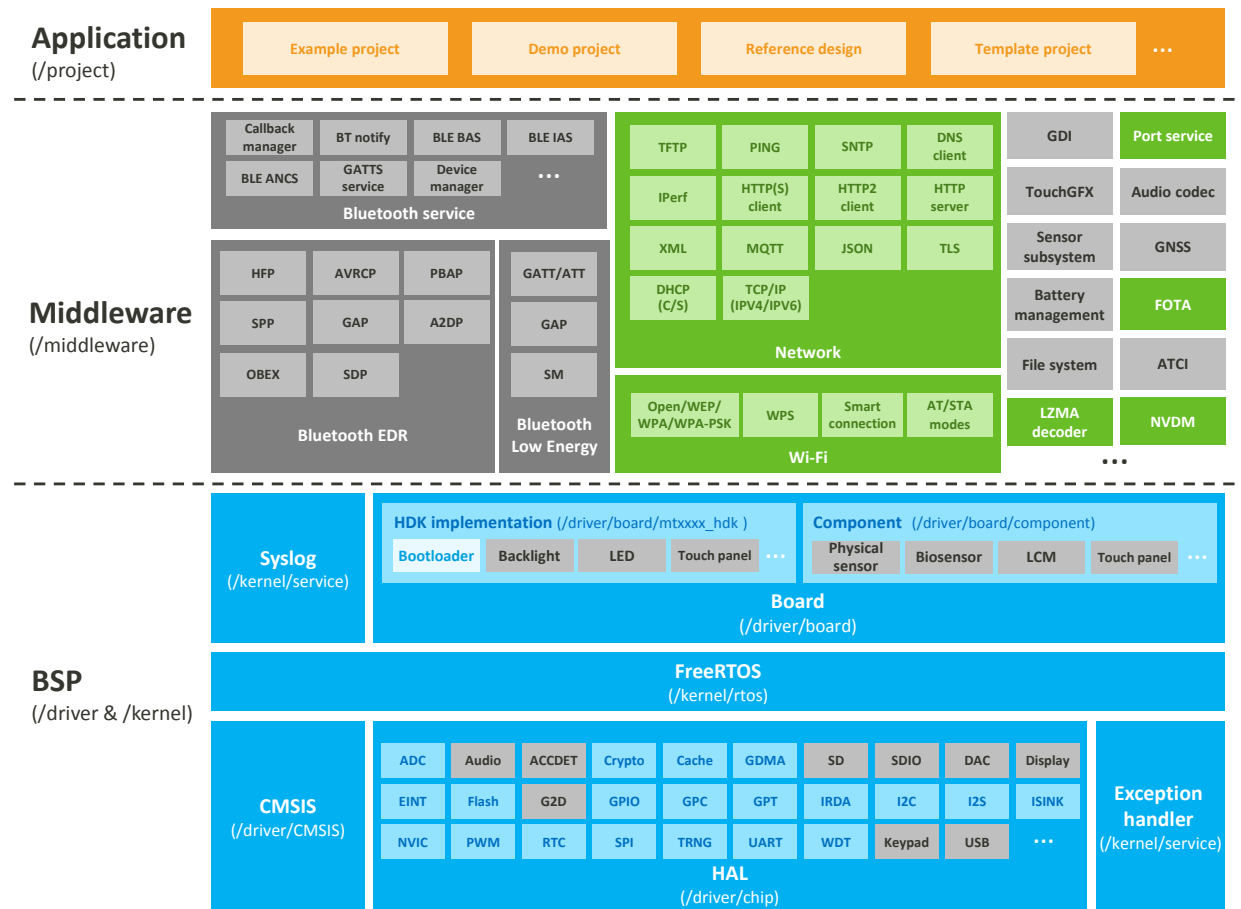 Application
(/project)
Example project
Demo project
Reference design
Template project
...
Middleware
(/middleware)
Callback
manager
BT notify
BLE BAS
BLE IAS
BLE ANCS
GATTS
service
Device
manager
...
Bluetooth service
HFP
AVRCP
PBAP
SPP
GAP
A2DP
OBEX
SDP
Bluetooth EDR
GATT/ATT
GAP
SM
Bluetooth
Low Energy
TFTP
PING
SNTP
DNS
client
IPerf
HTTP(S)
client
HTTP2
client
HTTP
server
XML
MQTT
JSON
TLS
DHCP
(C/S)
TCP/IP
(IPV4/IPV6)
Network
Open/WEP/
WPA/WPA-PSK
WPS
Smart
connection
AT/STA
modes
Wi-Fi
GDI
Port service
TouchGFX
Audio codec
Sensor
subsystem
GNSS
Battery
management
FOTA
File system
ATCI
LZMA
decoder
NVDM
...
BSP
(/driver & /kernel)
Syslog
(/kernel/service)
HDK implementation (/driver/board/mtxxxx_hdk )
Bootloader
Backlight
LED
Touch panel
...
Component (/driver/board/component)
Physical
sensor
Biosensor
LCM
Touch panel
...
Board
(/driver/board)
FreeRTOS
(/kernel/rtos)
CMSIS
(/driver/CMSIS)
ADC
Audio
ACCDET
Crypto
Cache
GDMA
SD
SDIO
DAC
Display
EINT
Flash
G2D
GPIO
GPC
GPT
IRDA
I2C
I2S
ISINK
NVIC
PWM
RTC
SPI
TRNG
UART
WDT
Keypad
USB
...
HAL
(/driver/chip)
Exception
handler
(/kernel/service)